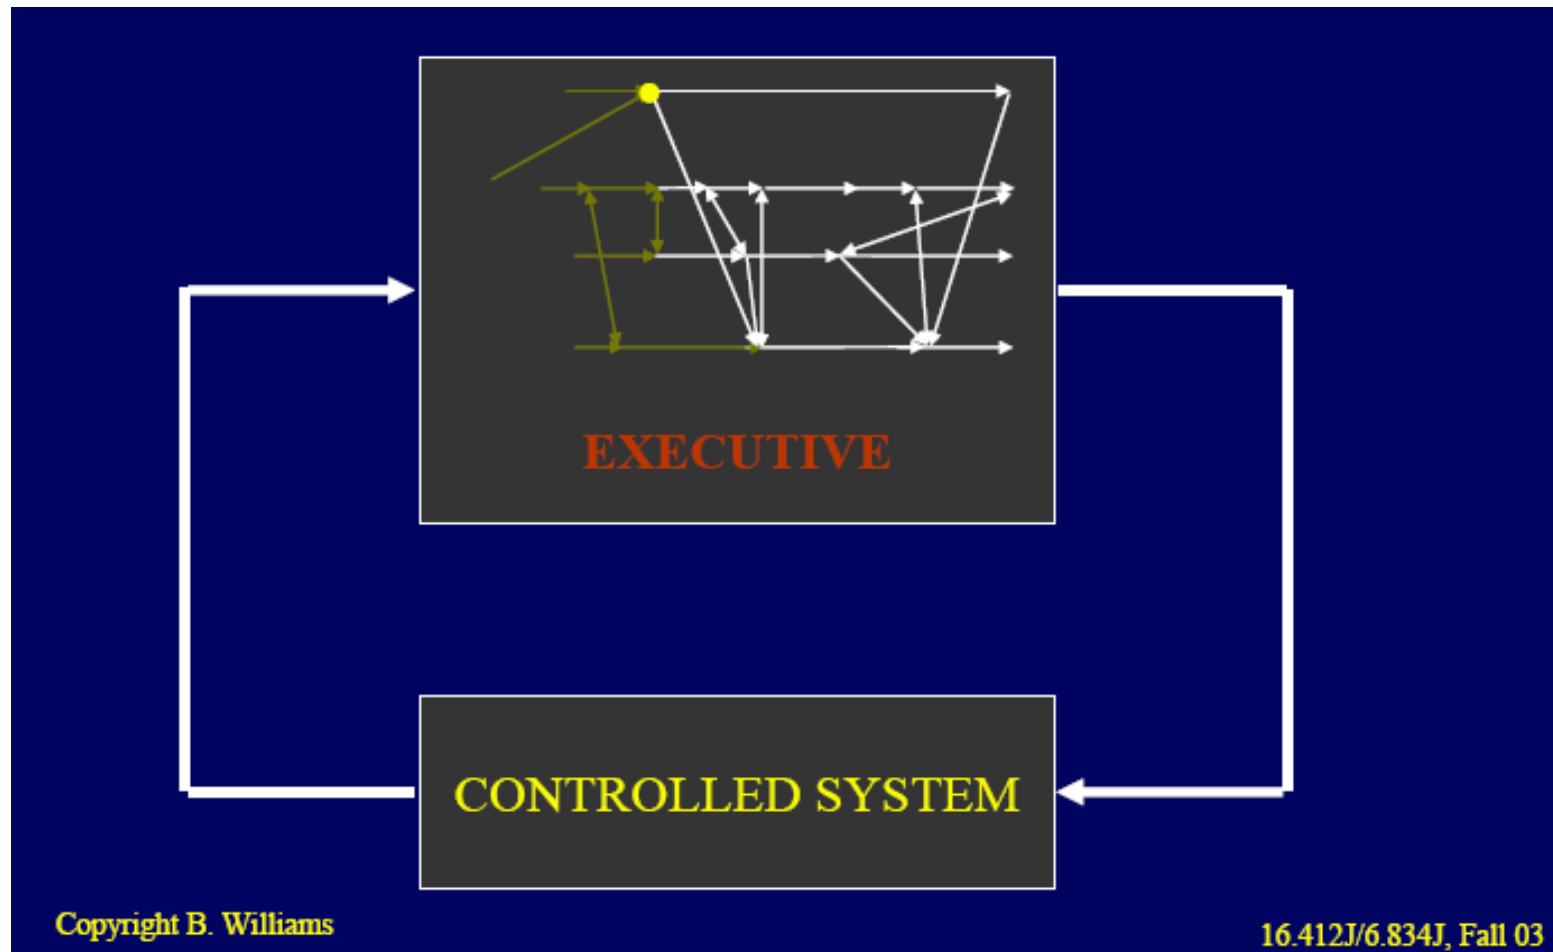 EXECUTIVE
CONTROLLED SYSTEM
Copyright B. Williams
16.412J/6.834J, Fall 03